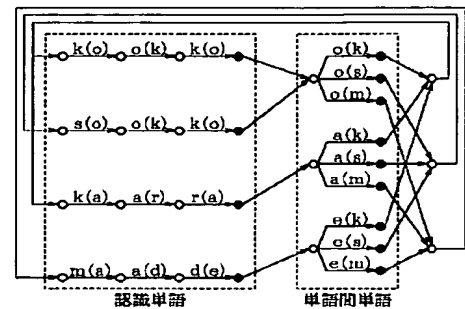 k(o) o(k) k(o)
s(o) o(k) k(o)
k(a) a(r) r(a)
m(a) a(d) d(e)
o(k)
o(s)
o(m)
a(k)
a(s)
a(m)
e(k)
e(s)
e(m)
認識単語
単語間単語